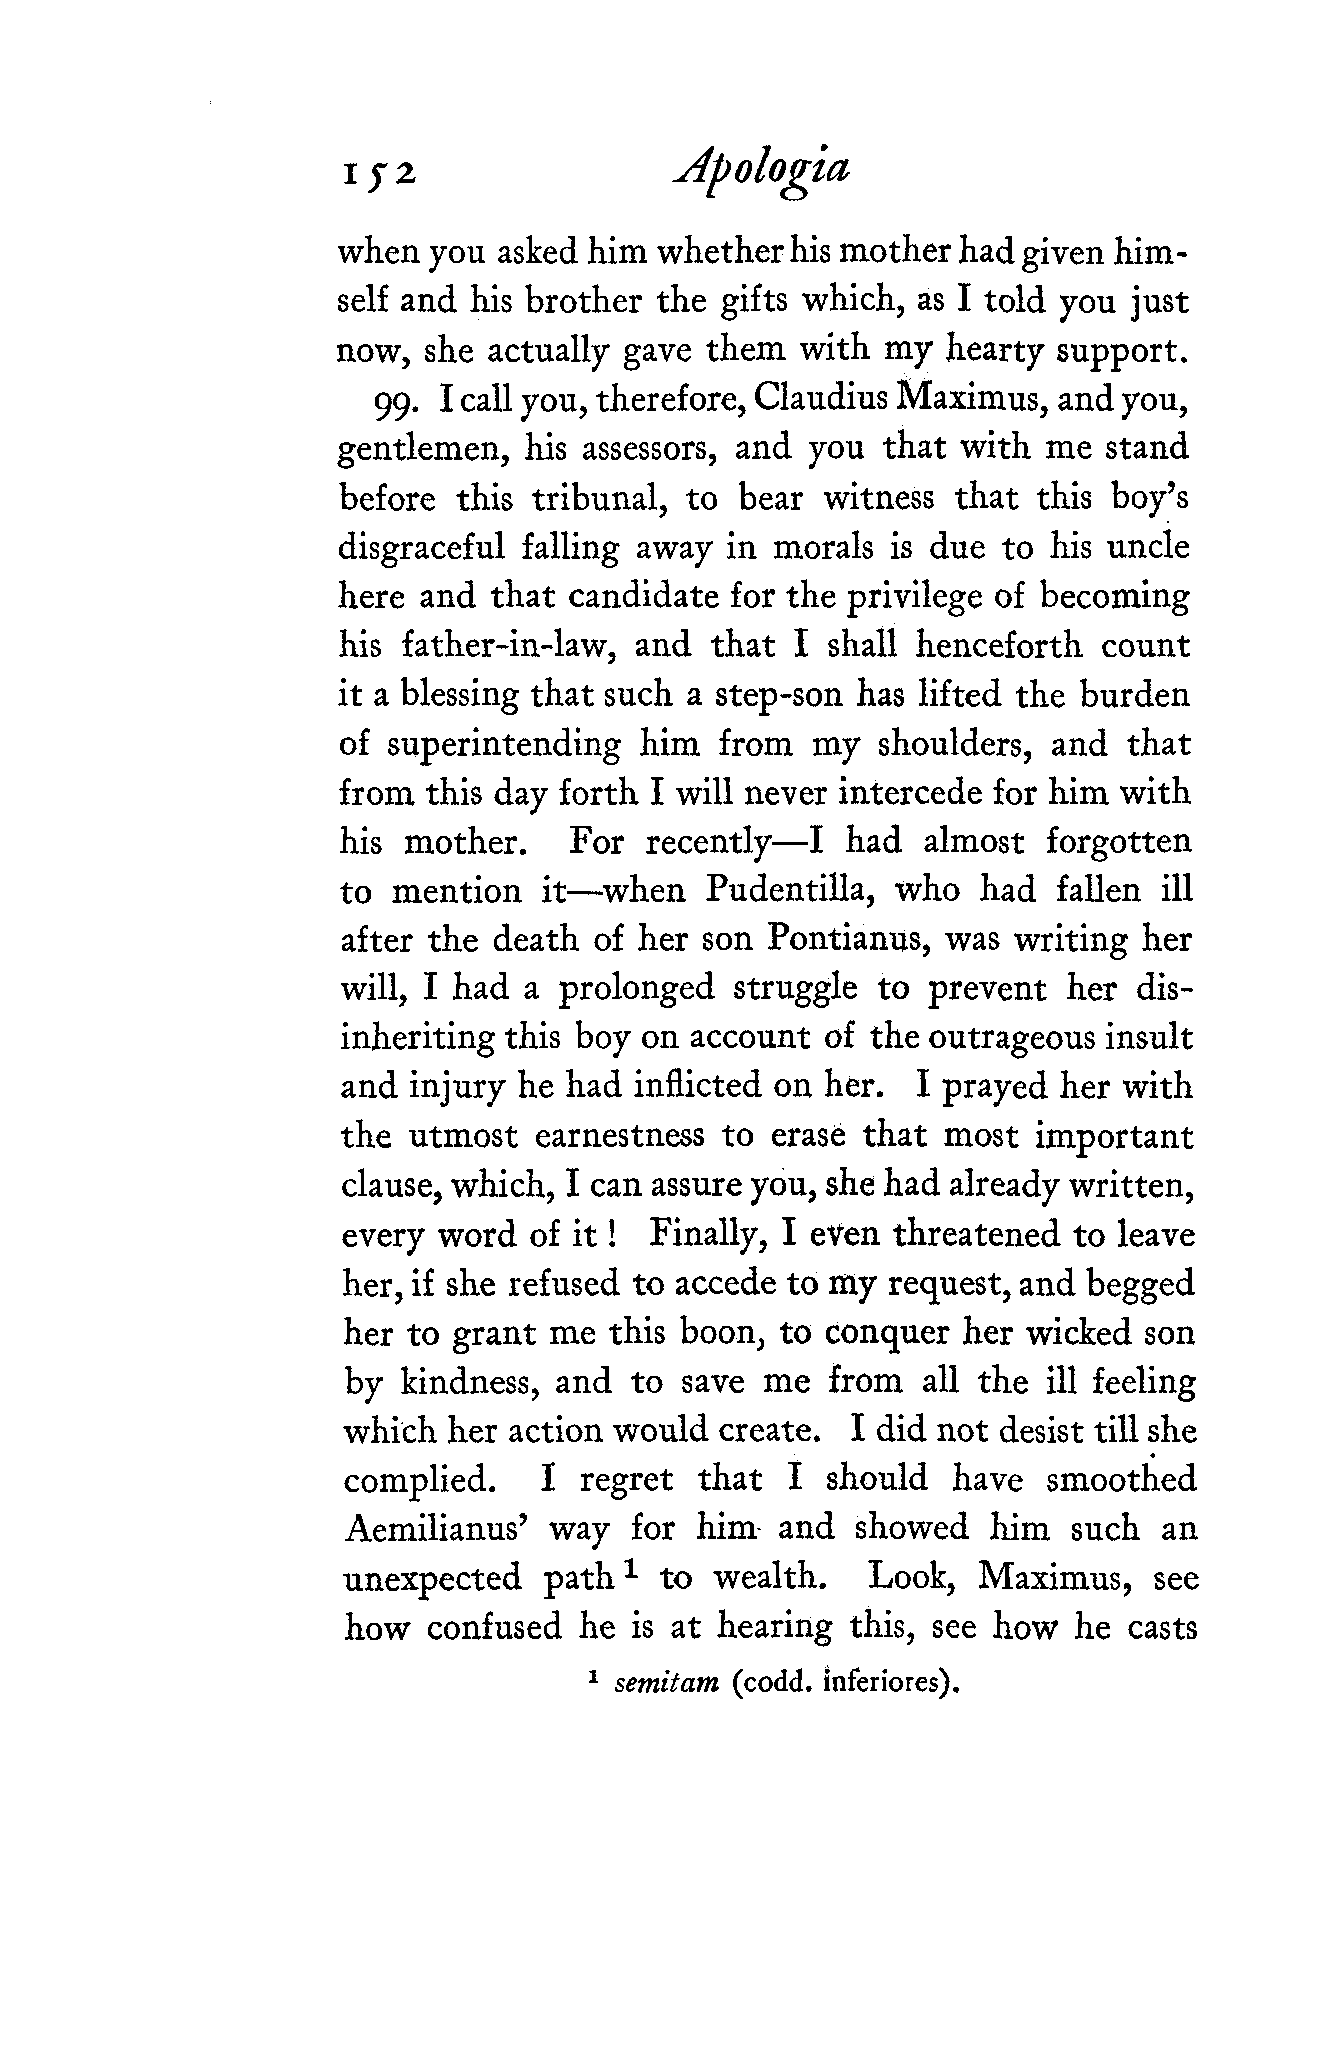 152 Apologia
when you asked him whether his mother had given him-
self and his brother the gifts which, as I told you just
now, she actually gave them with my hearty support.
99. I call you, therefore, Claudius Maximus, and you,
gentlemen, his assessors, and you that with me stand
before this tribunal, to bear witness that this boy's
disgraceful falling away in morals is due to his uncle
here and that candidate for the privilege of becoming
his father-in-law, and that I shall henceforth count
it a blessing that such a step-son has lifted the burden
of superintending him from my shoulders, and that
from this day forth I will never intercede for him with
his mother. For recently—I had almost forgotten
to mention it—when Pudentilla, who had fallen ill
after the death of her son Pontianus, was writing her
will, I had a prolonged struggle to prevent her dis-
inheriting this boy on account of the outrageous insult
and injury he had inflicted on her. I prayed her with
the utmost earnestness to erase that most important
clause, which, I can assure you, she had already written,
every word of it ! Finally, I even threatened to leave
her, if she refused to accede to my request, and begged
her to grant me this boon, to conquer her wicked son
by kindness, and to save me from all the ill feeling
which her action would create. I did not desist till she
complied. I regret that I should have smoothed
Aemilianus' way for him and showed him such an
unexpected path ¹ to wealth. Look, Maximus, see
how confused he is at hearing this, see how he casts
¹ semitam (codd. inferiores).